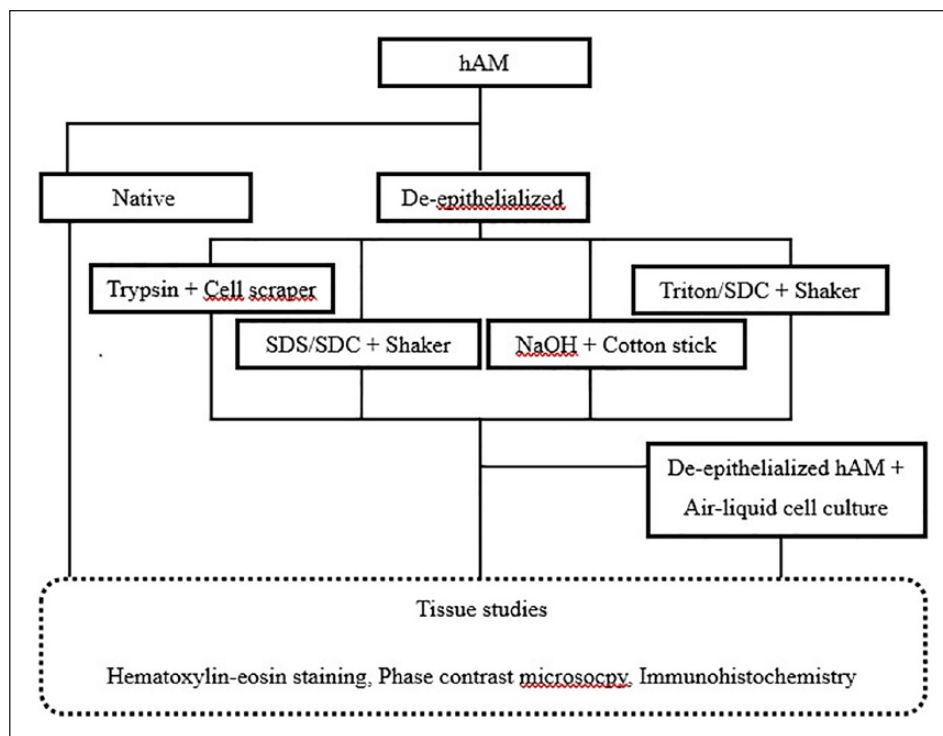 hAM
Native
De-epithelialized
Trypsin + Cell scraper
Triton/SDC + Shaker
SDS/SDC + Shaker
NaOH + Cotton stick
De-epithelialized hAM +
Air-liquid cell culture
Tissue studies
Hematoxylin-eosin staining, Phase contrast microsocpy, Immunohistochemistry